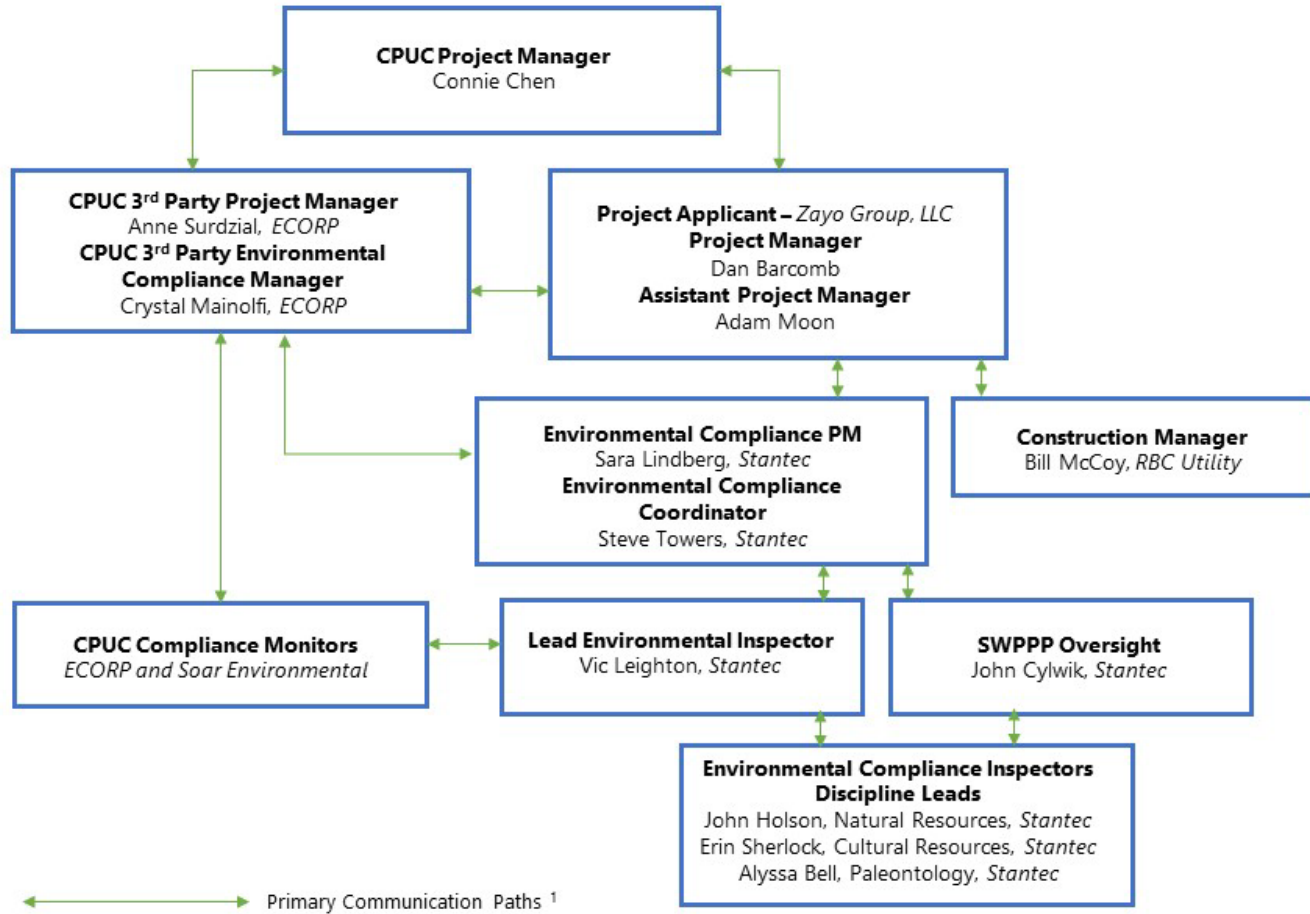 CPUC Project Manager
Connie Chen
CPUC 3rd Party Project Manager
Anne Surdzial, ECORP
CPUC 3rd Party Environmental
Compliance Manager
Crystal Mainolfi, ECORP
Project Applicant – Zayo Group, LLC
Project Manager
Dan Barcomb
Assistant Project Manager
Adam Moon
Environmental Compliance PM
Sara Lindberg, Stantec
Environmental Compliance
Coordinator
Steve Towers, Stantec
Construction Manager
Bill McCoy, RBC Utility
CPUC Compliance Monitors
ECORP and Soar Environmental
Lead Environmental Inspector
Vic Leighton, Stantec
SWPPP Oversight
John Cylwik, Stantec
Environmental Compliance Inspectors
Discipline Leads
John Holson, Natural Resources, Stantec
Erin Sherlock, Cultural Resources, Stantec
Alyssa Bell, Paleontology, Stantec
Primary Communication Paths 1